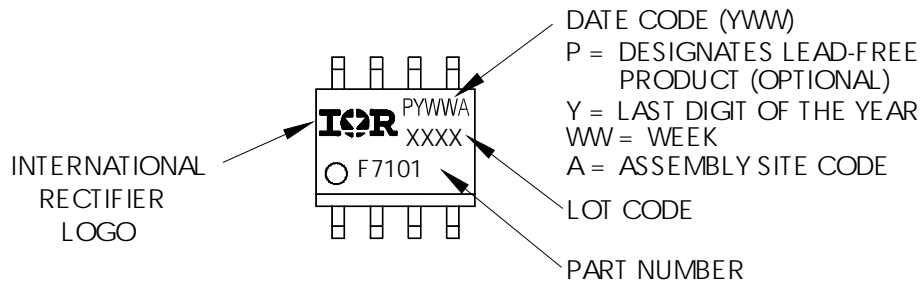 DATE CODE (YWW)
P = DESIGNATES LEAD-FREE
PRODUCT (OPTIONAL)
Y = LAST DIGIT OF THE YEAR
WW = WEEK
A = ASSEMBLY SITE CODE
LOT CODE
PART NUMBER
INTERNATIONAL
RECTIFIER
LOGO
IOR
PYWWA
XXXX
F7101